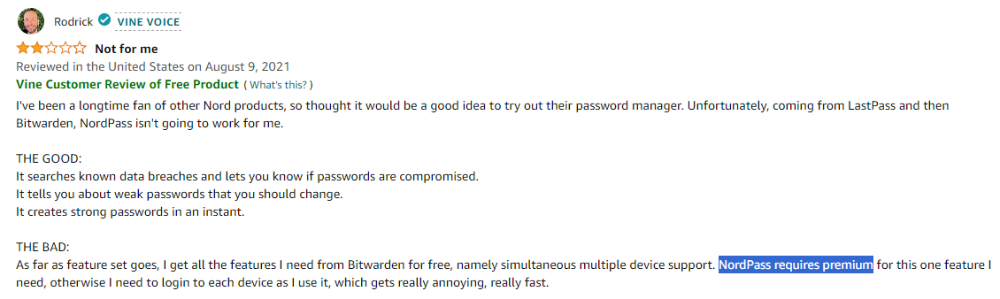 Rodrick VINE VOICE
Not for me
Reviewed in the United States on August 9, 2021
Vine Customer Review of Free Product ( What's this? )
I've been a longtime fan of other Nord products, so thought it would be a good idea to try out their password manager. Unfortunately, coming from LastPass and then
Bitwarden, NordPass isn't going to work for me.
THE GOOD:
It searches known data breaches and lets you know if passwords are compromised.
It tells you about weak passwords that you should change.
It creates strong passwords in an instant.
THE BAD:
As far as feature set goes, I get all the features I need from Bitwarden for free, namely simultaneous multiple device support. NordPass requires premium for this one feature I
need, otherwise I need to login to each device as I use it, which gets really annoying, really fast.